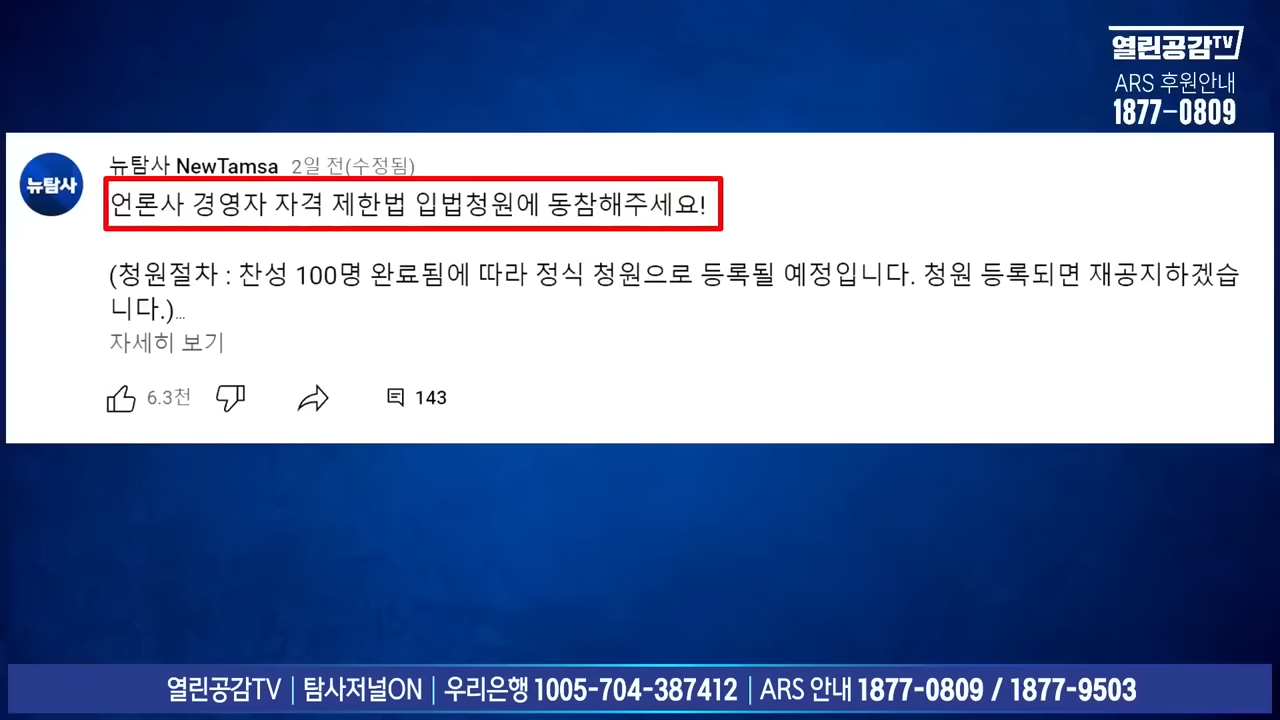 열린공감TV
ARS 후원안내
1877-0809
뉴탐사
뉴탐사 NewTamsa 2일 전(수정됨)
언론사 경영자 자격 제한법 입법청원에 동참해주세요!
(청원절차 : 찬성 100명 완료됨에 따라 정식 청원으로 등록될 예정입니다. 청원 등록되면 재공지하겠습
니다.)...
자세히 보기
6.3천 143
열린공감TV | 탐사저널ON | 우리은행 1005-704-387412 | ARS 안내 1877-0809 / 1877-9503